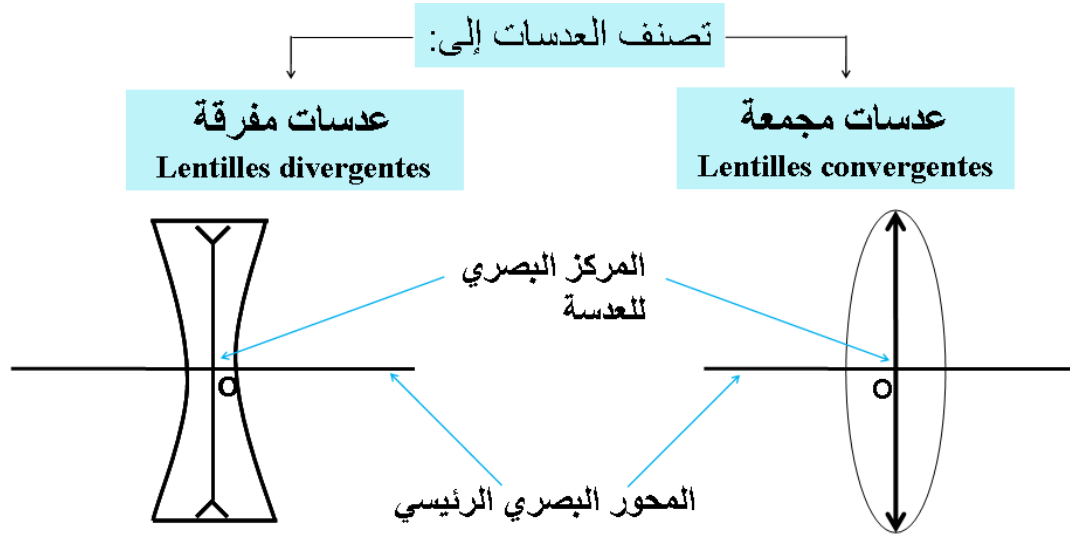 تصنف العدسات إلى:
عدسات مجمعة
Lentilles convergentes
عدسات مفرقة
Lentilles divergentes
المركز البصري
للعدسة
O
O
المحور البصري الرئيسي